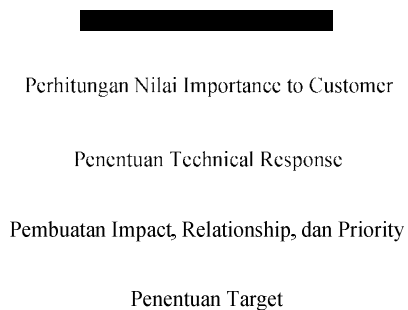 Perhitungan Nilai Importance to Customer
Penentuan Technical Response
Pembuatan Impact, Relationship, dan Priority
Penentuan Target